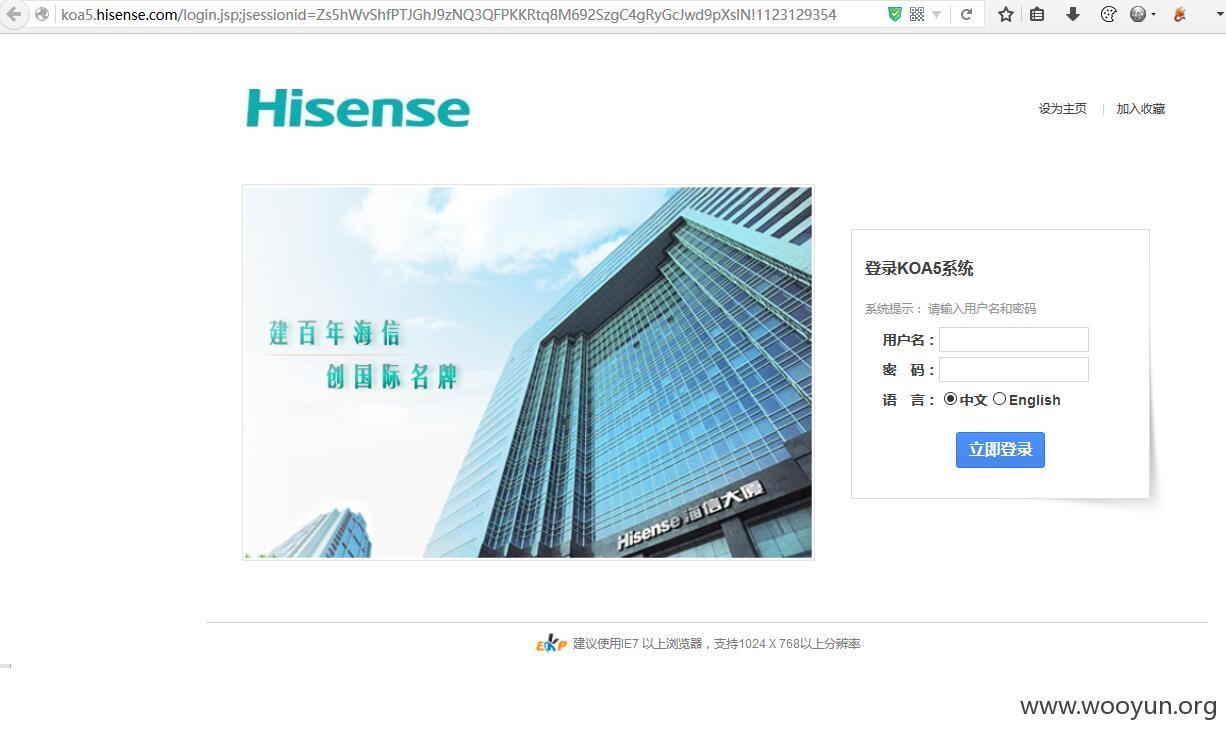 koa5.hisense.com/login.jsp;jsessionid=Zs5hWvShfPTJGhJ9zNQ3QFPKKRtq8M692SzgC4gRyGcJwd9pXslN!1123129354
Hisense
设为主页 | 加入收藏
建百年海信
创国际名牌
Hisense 海信大厦
登录KOA5系统
系统提示： 请输入用户名和密码
用户名：
密 码：
语 言： 中文 English
立即登录
EKP 建议使用IE7 以上浏览器，支持1024 X 768以上分辨率
www.wooyun.org